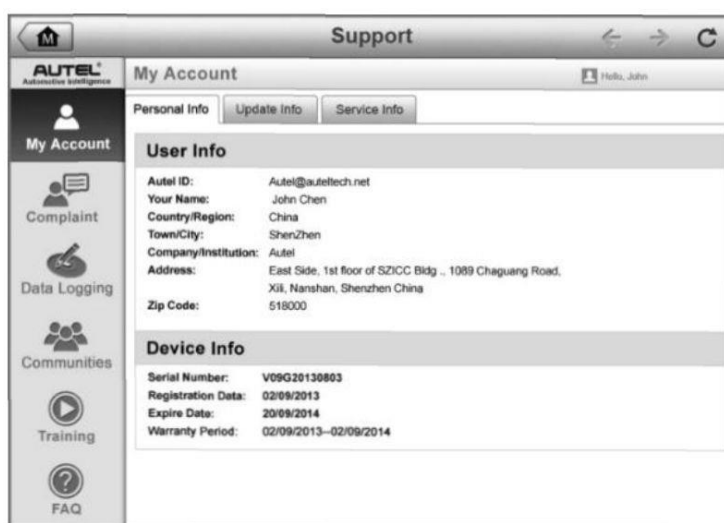 Support
M
AUTEL®
Automotive Intelligence
My Account
Hello, John
My Account
Complaint
Data Logging
Communities
Training
FAQ
Personal Info
Update Info
Service Info
User Info
Autel ID: Autel@auteltech.net
Your Name: John Chen
Country/Region: China
Town/City: ShenZhen
Company/Institution: Autel
Address: East Side, 1st floor of SZICC Bldg ., 1089 Chaguang Road,
Xili, Nanshan, Shenzhen China
Zip Code: 518000
Device Info
Serial Number: V09G20130803
Registration Data: 02/09/2013
Expire Date: 20/09/2014
Warranty Period: 02/09/2013--02/09/2014